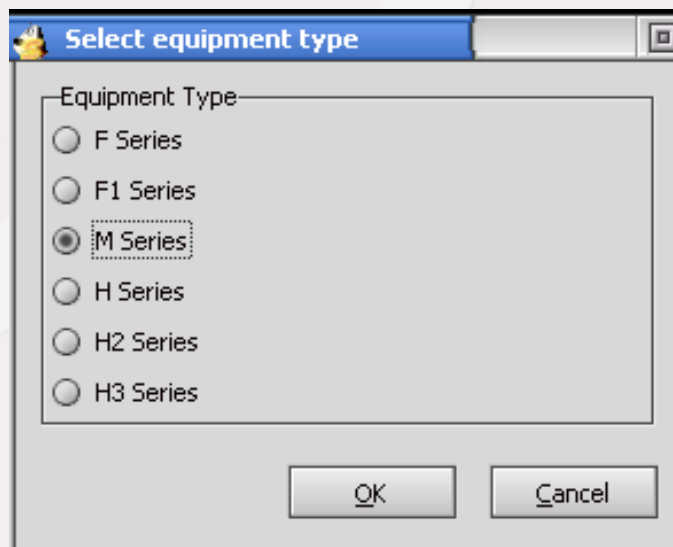 Select equipment type
Equipment Type
F Series
F1 Series
M Series
H Series
H2 Series
H3 Series
OK
Cancel